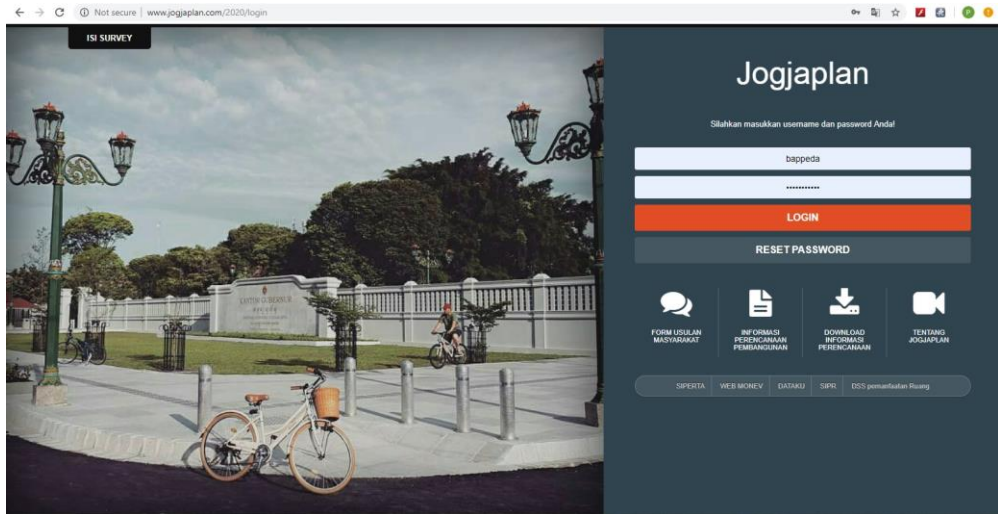 Not secure | www.jogjaplan.com/2020/login
ISI SURVEY
KANTOR GUBERNUR
Jogjaplan
Silahkan masukkan username dan password Anda!
bappeda
•••••••••••
LOGIN
RESET PASSWORD
FORM USULAN
MASYARAKAT
INFORMASI
PERENCANAAN
PEMBANGUNAN
DOWNLOAD
INFORMASI
PERENCANAAN
TENTANG
JOGJAPLAN
SIPERTA WEB MONEV DATAKU SIPR DSS pemanfaatan Ruang